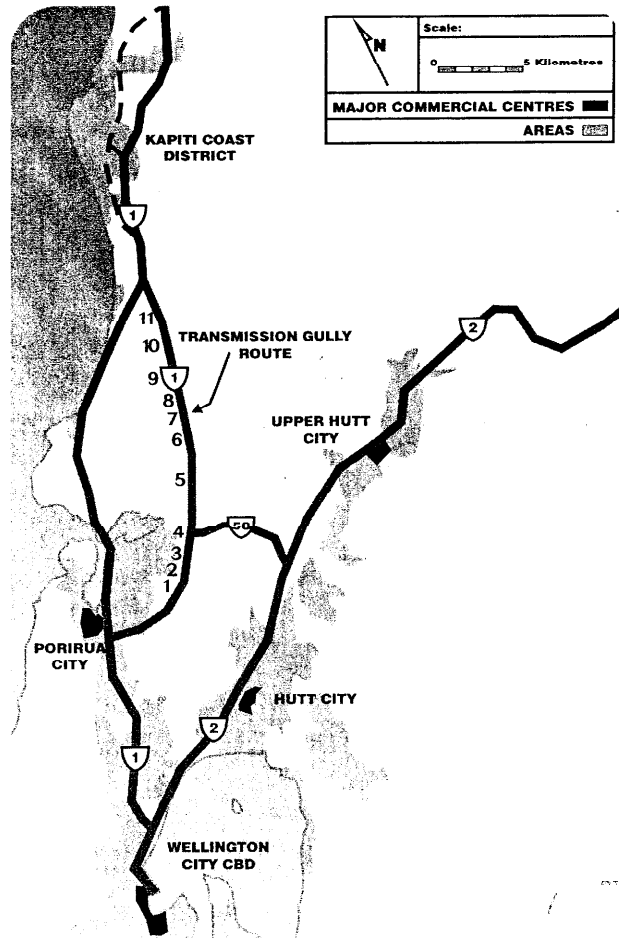 N
Scale:
0 5 Kilometres
MAJOR COMMERCIAL CENTRES
AREAS
KAPITI COAST
DISTRICT
1
11
10
TRANSMISSION GULLY
ROUTE
2
9
1
8
7
6
UPPER HUTT
CITY
5
4
3
2
1
PORIRUA
CITY
HUTT CITY
2
1
WELLINGTON
CITY CBD